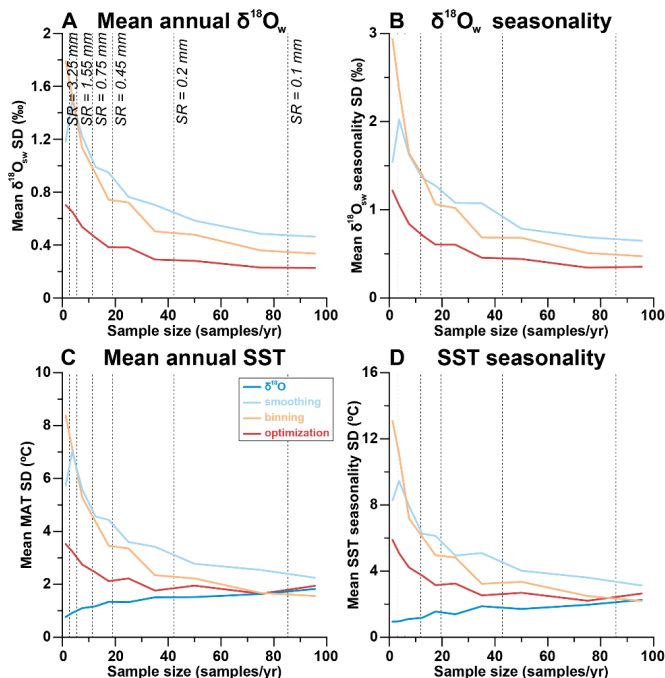 A Mean annual δ¹⁸Ow
Mean δ¹⁸Osw SD (‰)
2
1.6
1.2
0.8
0.4
0
SR = 3.25 mm
SR = 1.55 mm
SR = 0.75 mm
SR = 0.45 mm
SR = 0.2 mm
SR = 0.1 mm
0 20 40 60 80 100
Sample size (samples/yr)
B δ¹⁸Ow seasonality
Mean δ¹⁸Osw seasonality SD (‰)
3
2
1
0
0 20 40 60 80 100
Sample size (samples/yr)
C Mean annual SST
Mean MAT SD (ºC)
10
8
6
4
2
0
δ¹⁸O
smoothing
binning
optimization
0 20 40 60 80 100
Sample size (samples/yr)
D SST seasonality
Mean SST seasonality SD (ºC)
16
12
8
4
0
0 20 40 60 80 100
Sample size (samples/yr)